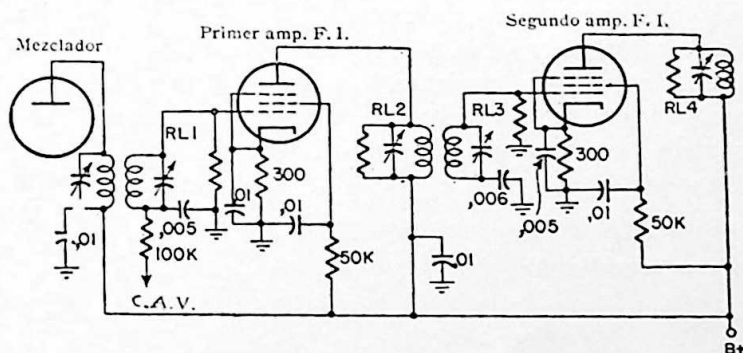 Segundo amp. F. I.
Primer amp. F. I.
Mezclador
RL1
RL2
RL3
RL4
300
300
,01
,01
,01
,01
,01
,005
,006
,005
100K
50K
50K
C.A.V.
B+